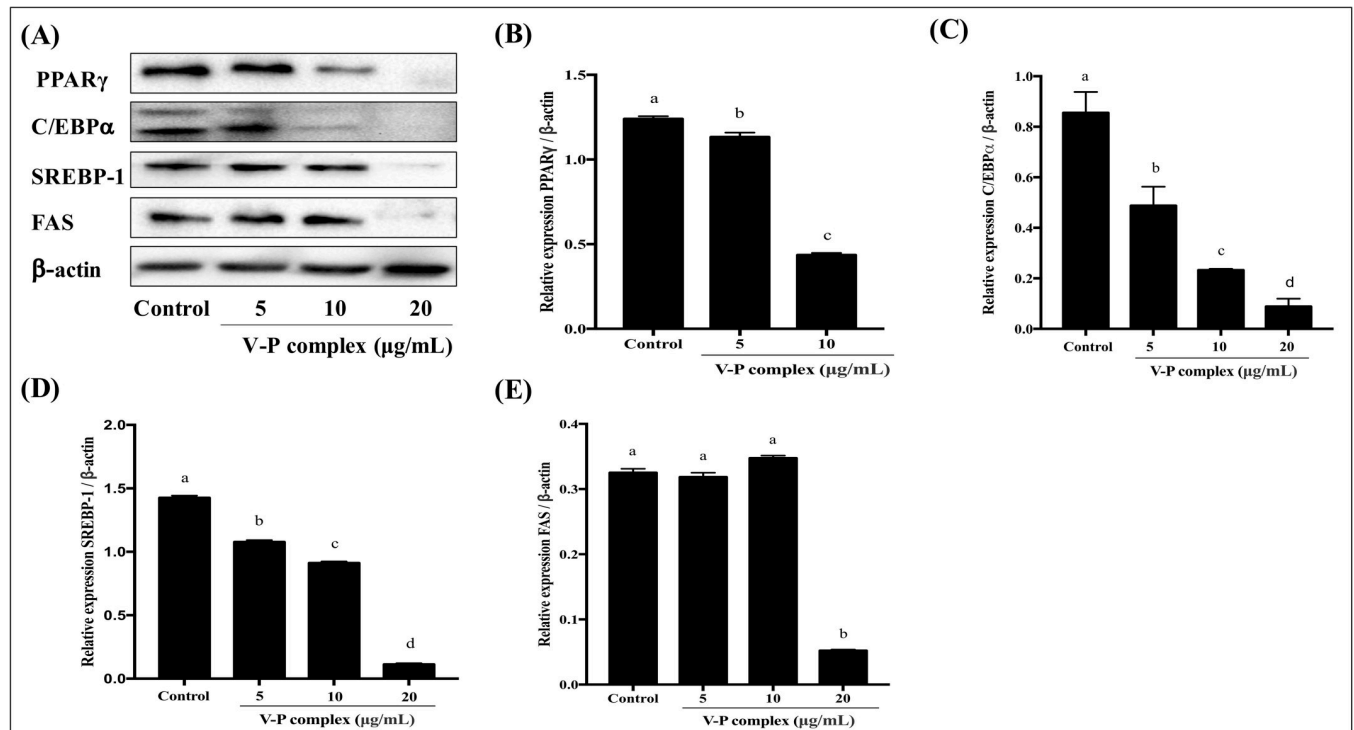 (A)
PPARγ
C/EBPα
SREBP-1
FAS
β-actin
Control 5 10 20
V-P complex (μg/mL)
(B)
Relative expression PPARγ / β-actin
1.5
1.0
0.5
0.0
a
b
c
Control 5 10
V-P complex (μg/mL)
(C)
Relative expression C/EBPα / β-actin
1.0
0.8
0.6
0.4
0.2
0.0
a
b
c
d
Control 5 10 20
V-P complex (μg/mL)
(D)
Relative expression SREBP-1 / β-actin
2.0
1.5
1.0
0.5
0.0
a
b
c
d
Control 5 10 20
V-P complex (μg/mL)
(E)
Relative expression FAS / β-actin
0.4
0.3
0.2
0.1
0.0
a
a
a
b
Control 5 10 20
V-P complex (μg/mL)